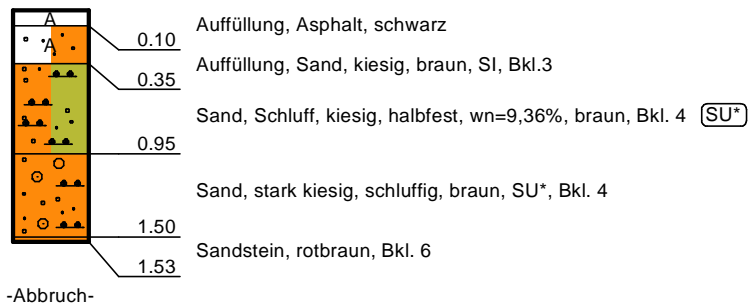 A
Auffüllung, Asphalt, schwarz
0.10
A
Auffüllung, Sand, kiesig, braun, SI, Bkl.3
0.35
Sand, Schluff, kiesig, halbfest, wn=9,36%, braun, Bkl. 4 SU*
0.95
Sand, stark kiesig, schluffig, braun, SU*, Bkl. 4
1.50
Sandstein, rotbraun, Bkl. 6
1.53
-Abbruch-